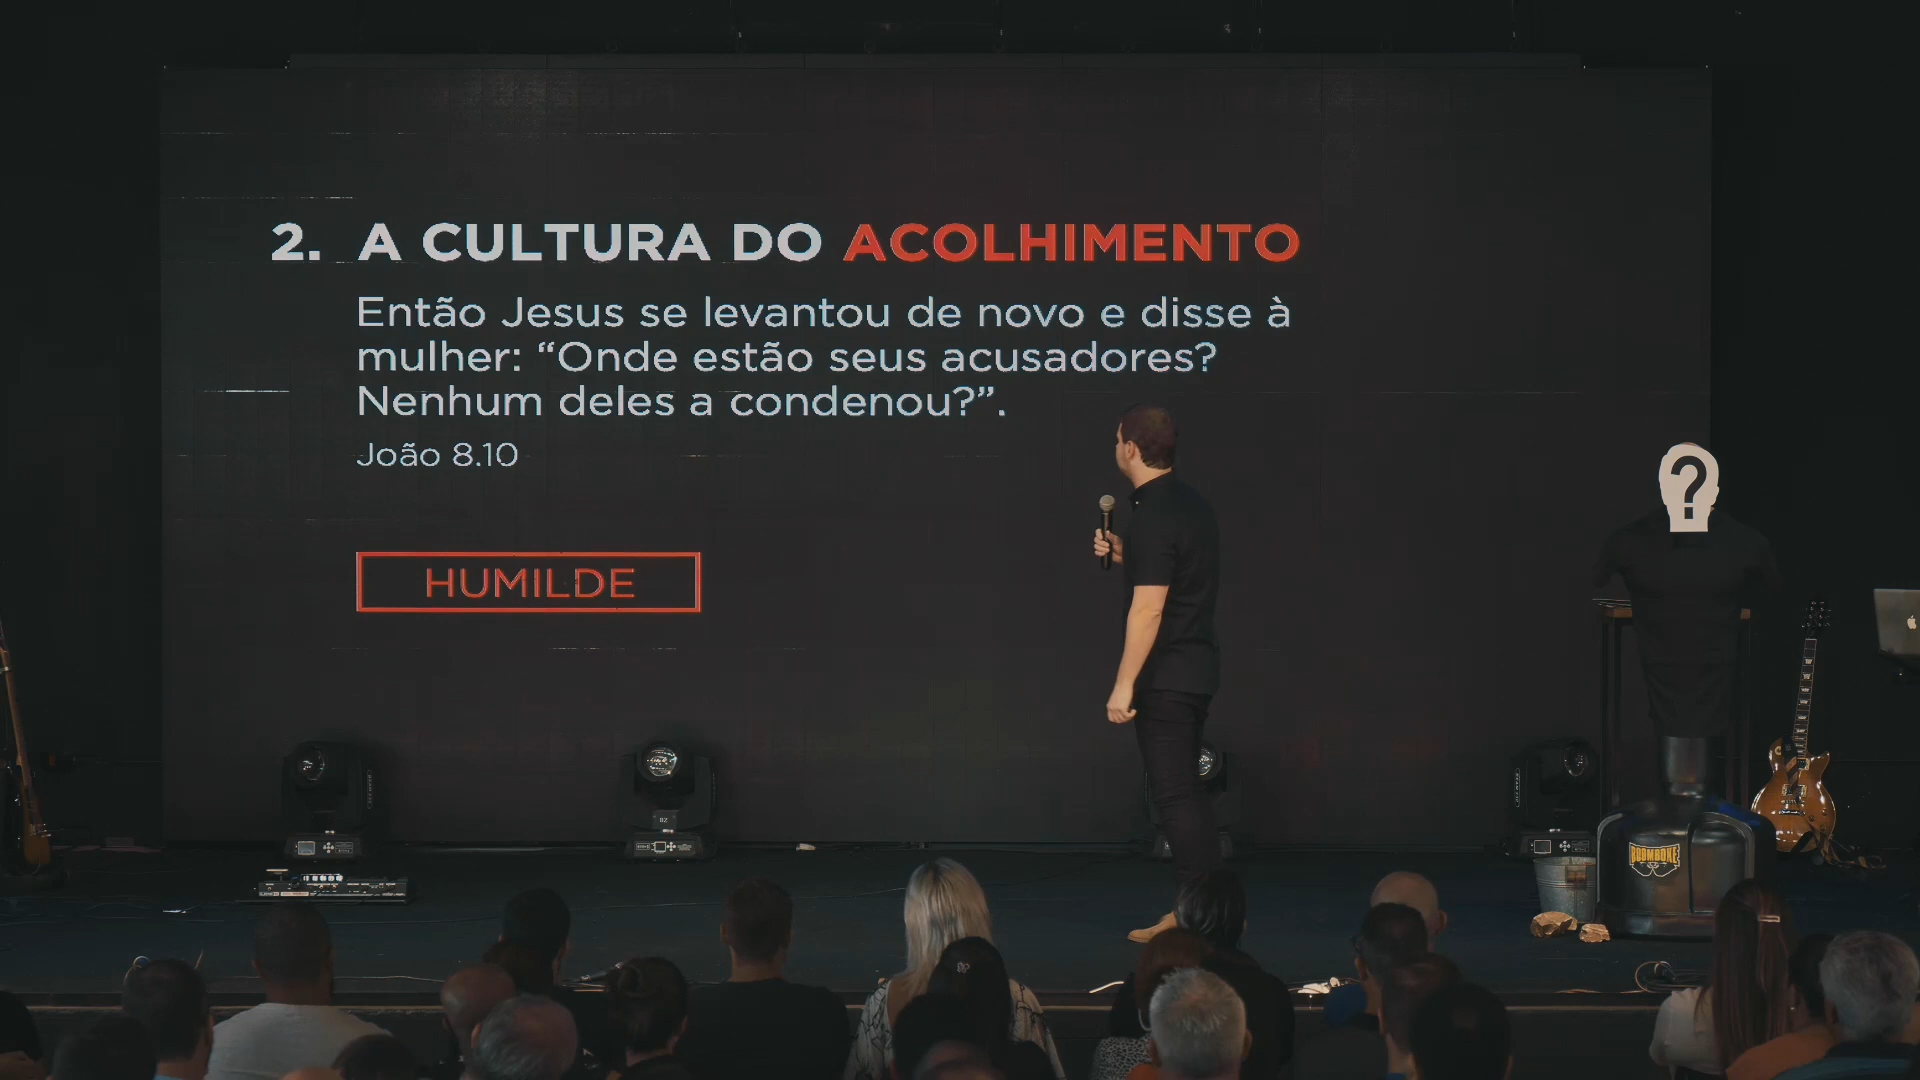 2. A CULTURA DO ACOLHIMENTO
Então Jesus se levantou de novo e disse à
mulher: “Onde estão seus acusadores?
Nenhum deles a condenou?”.
João 8.10
HUMILDE
?
BOOMBOXE